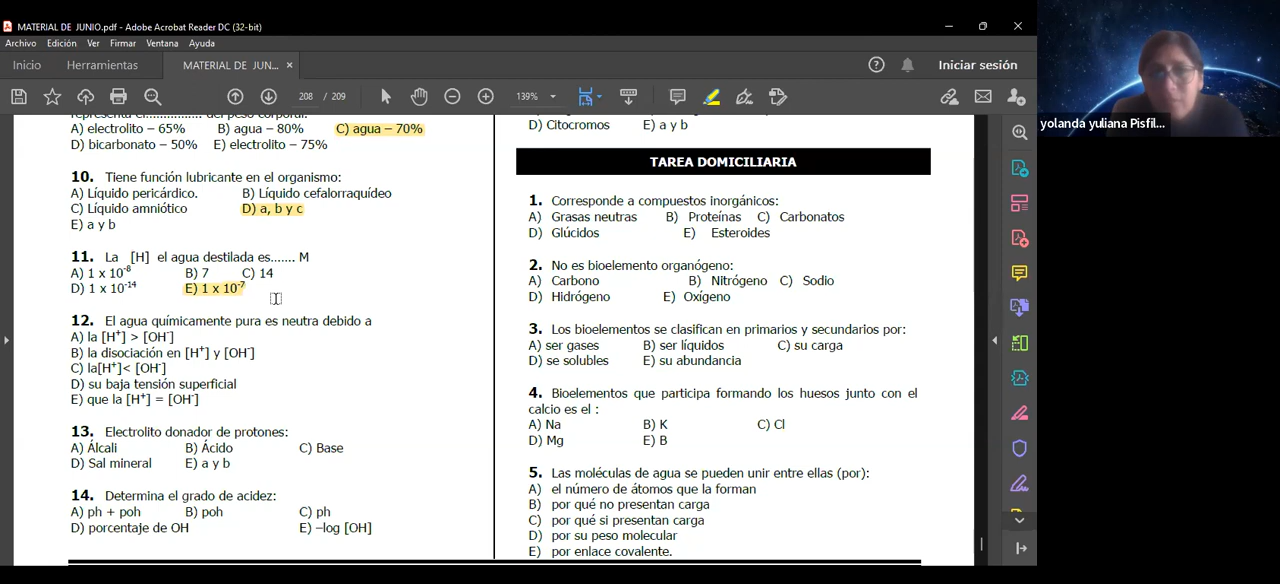 MATERIAL DE JUNIO.pdf - Adobe Acrobat Reader DC (32-bit)
Archivo Edición Ver Firmar Ventana Ayuda
Inicio Herramientas MATERIAL DE JUN... × Iniciar sesión
208 / 209 139%
yolanda yuliana Pisfil...
representa el................ del peso corporal.
A) electrolito – 65% B) agua – 80% C) agua – 70%
D) bicarbonato – 50% E) electrolito – 75%
10. Tiene función lubricante en el organismo:
A) Líquido pericárdico. B) Líquido cefalorraquídeo
C) Líquido amniótico D) a, b y c
E) a y b
11. La [H] el agua destilada es....... M
A) 1 x 10⁻⁸ B) 7 C) 14
D) 1 x 10⁻¹⁴ E) 1 x 10⁻⁷
12. El agua químicamente pura es neutra debido a
A) la [H⁺] > [OH⁻]
B) la disociación en [H⁺] y [OH⁻]
C) la[H⁺]< [OH⁻]
D) su baja tensión superficial
E) que la [H⁺] = [OH⁻]
13. Electrolito donador de protones:
A) Álcali B) Ácido C) Base
D) Sal mineral E) a y b
14. Determina el grado de acidez:
A) ph + poh B) poh C) ph
D) porcentaje de OH E) –log [OH]
D) Citocromos E) a y b
TAREA DOMICILIARIA
1. Corresponde a compuestos inorgánicos:
A) Grasas neutras B) Proteínas C) Carbonatos
D) Glúcidos E) Esteroides
2. No es bioelemento organógeno:
A) Carbono B) Nitrógeno C) Sodio
D) Hidrógeno E) Oxígeno
3. Los bioelementos se clasifican en primarios y secundarios por:
A) ser gases B) ser líquidos C) su carga
D) se solubles E) su abundancia
4. Bioelementos que participa formando los huesos junto con el
calcio es el :
A) Na B) K C) Cl
D) Mg E) B
5. Las moléculas de agua se pueden unir entre ellas (por):
A) el número de átomos que la forman
B) por qué no presentan carga
C) por qué si presentan carga
D) por su peso molecular
E) por enlace covalente.